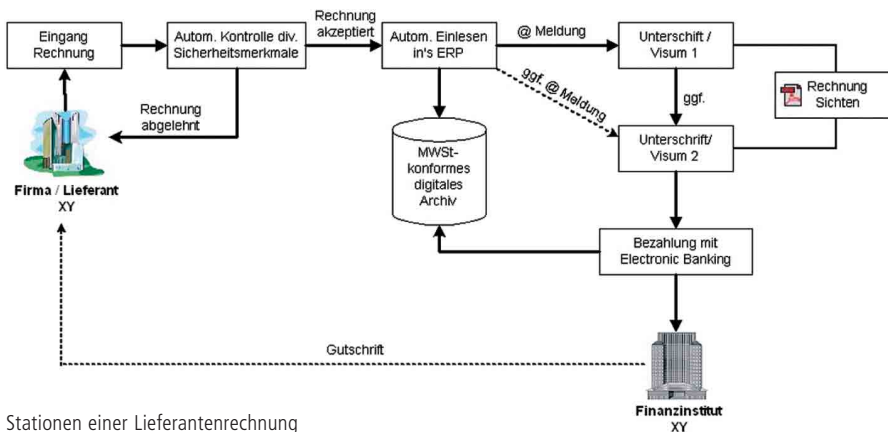 Eingang
Rechnung
Autom. Kontrolle div.
Sicherheitsmerkmale
Rechnung
akzeptiert
Autom. Einlesen
in's ERP
@ Meldung
Unterschift /
Visum 1
Rechnung
Sichten
ggf. @ Meldung
ggf.
Rechnung
abgelehnt
Unterschrift/
Visum 2
MWSt-
konformes
digitales
Archiv
Firma / Lieferant
XY
Bezahlung mit
Electronic Banking
Gutschrift
Finanzinstitut
XY
Stationen einer Lieferantenrechnung